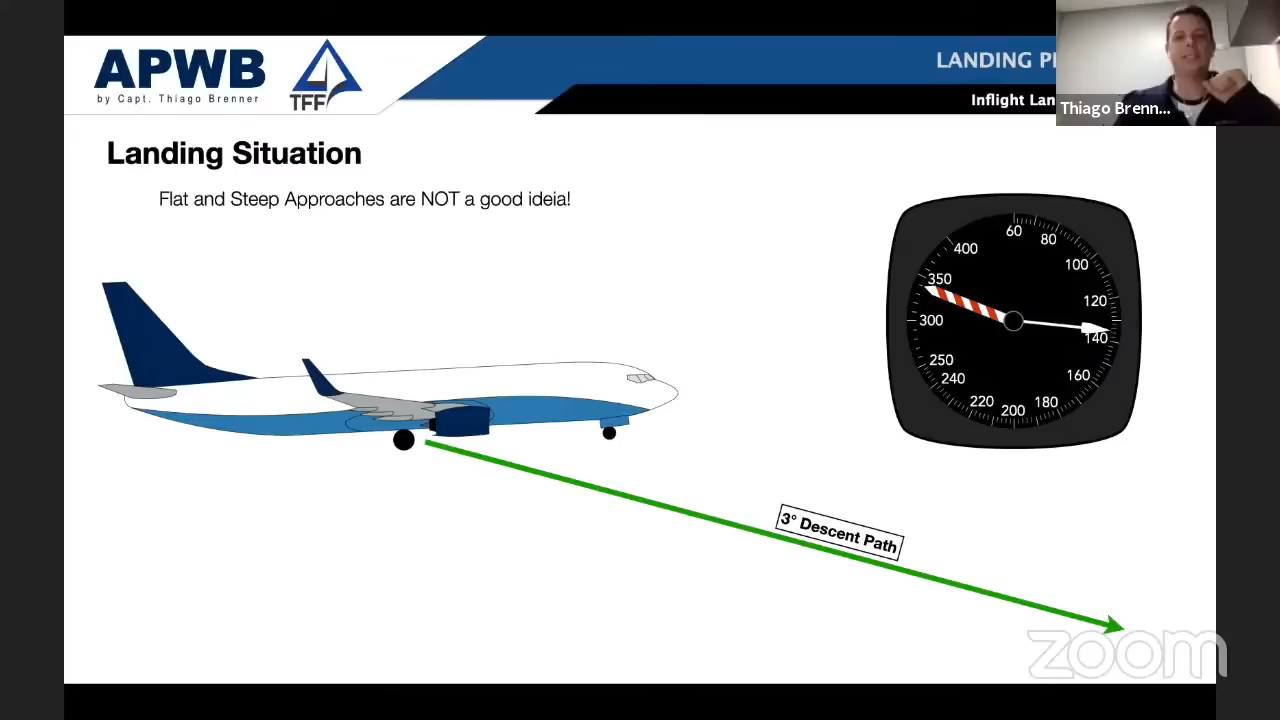 APWB
by Capt. Thiago Brenner
TFF
LANDING
Inflight
Thiago Brenn...
Landing Situation
Flat and Steep Approaches are NOT a good ideia!
60
80
100
120
140
160
180
200
220
240
250
300
350
400
3° Descent Path
zoom